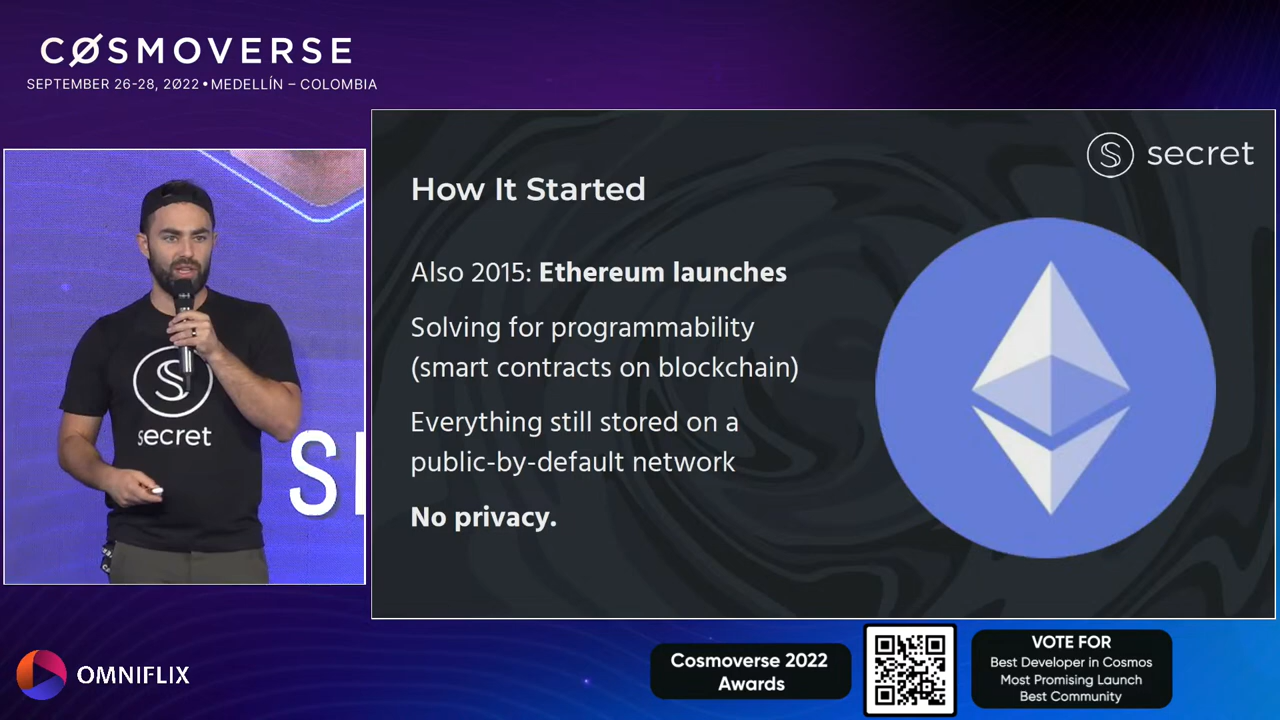 CØSMOVERSE
SEPTEMBER 26-28, 2Ø22 • MEDELLÍN – COLOMBIA
secret
How It Started
Also 2015: Ethereum launches
Solving for programmability
(smart contracts on blockchain)
Everything still stored on a
public-by-default network
No privacy.
secret
OMNIFLIX
Cosmoverse 2022
Awards
VOTE FOR
Best Developer in Cosmos
Most Promising Launch
Best Community